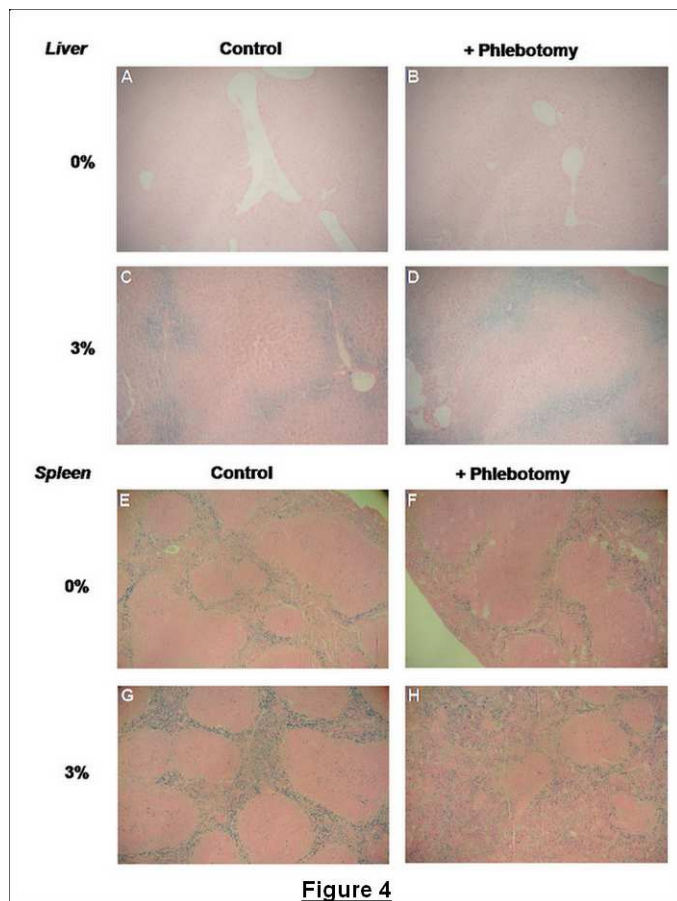 Liver Control + Phlebotomy
A B
0%
C D
3%
Spleen Control + Phlebotomy
E F
0%
G H
3%
Figure 4